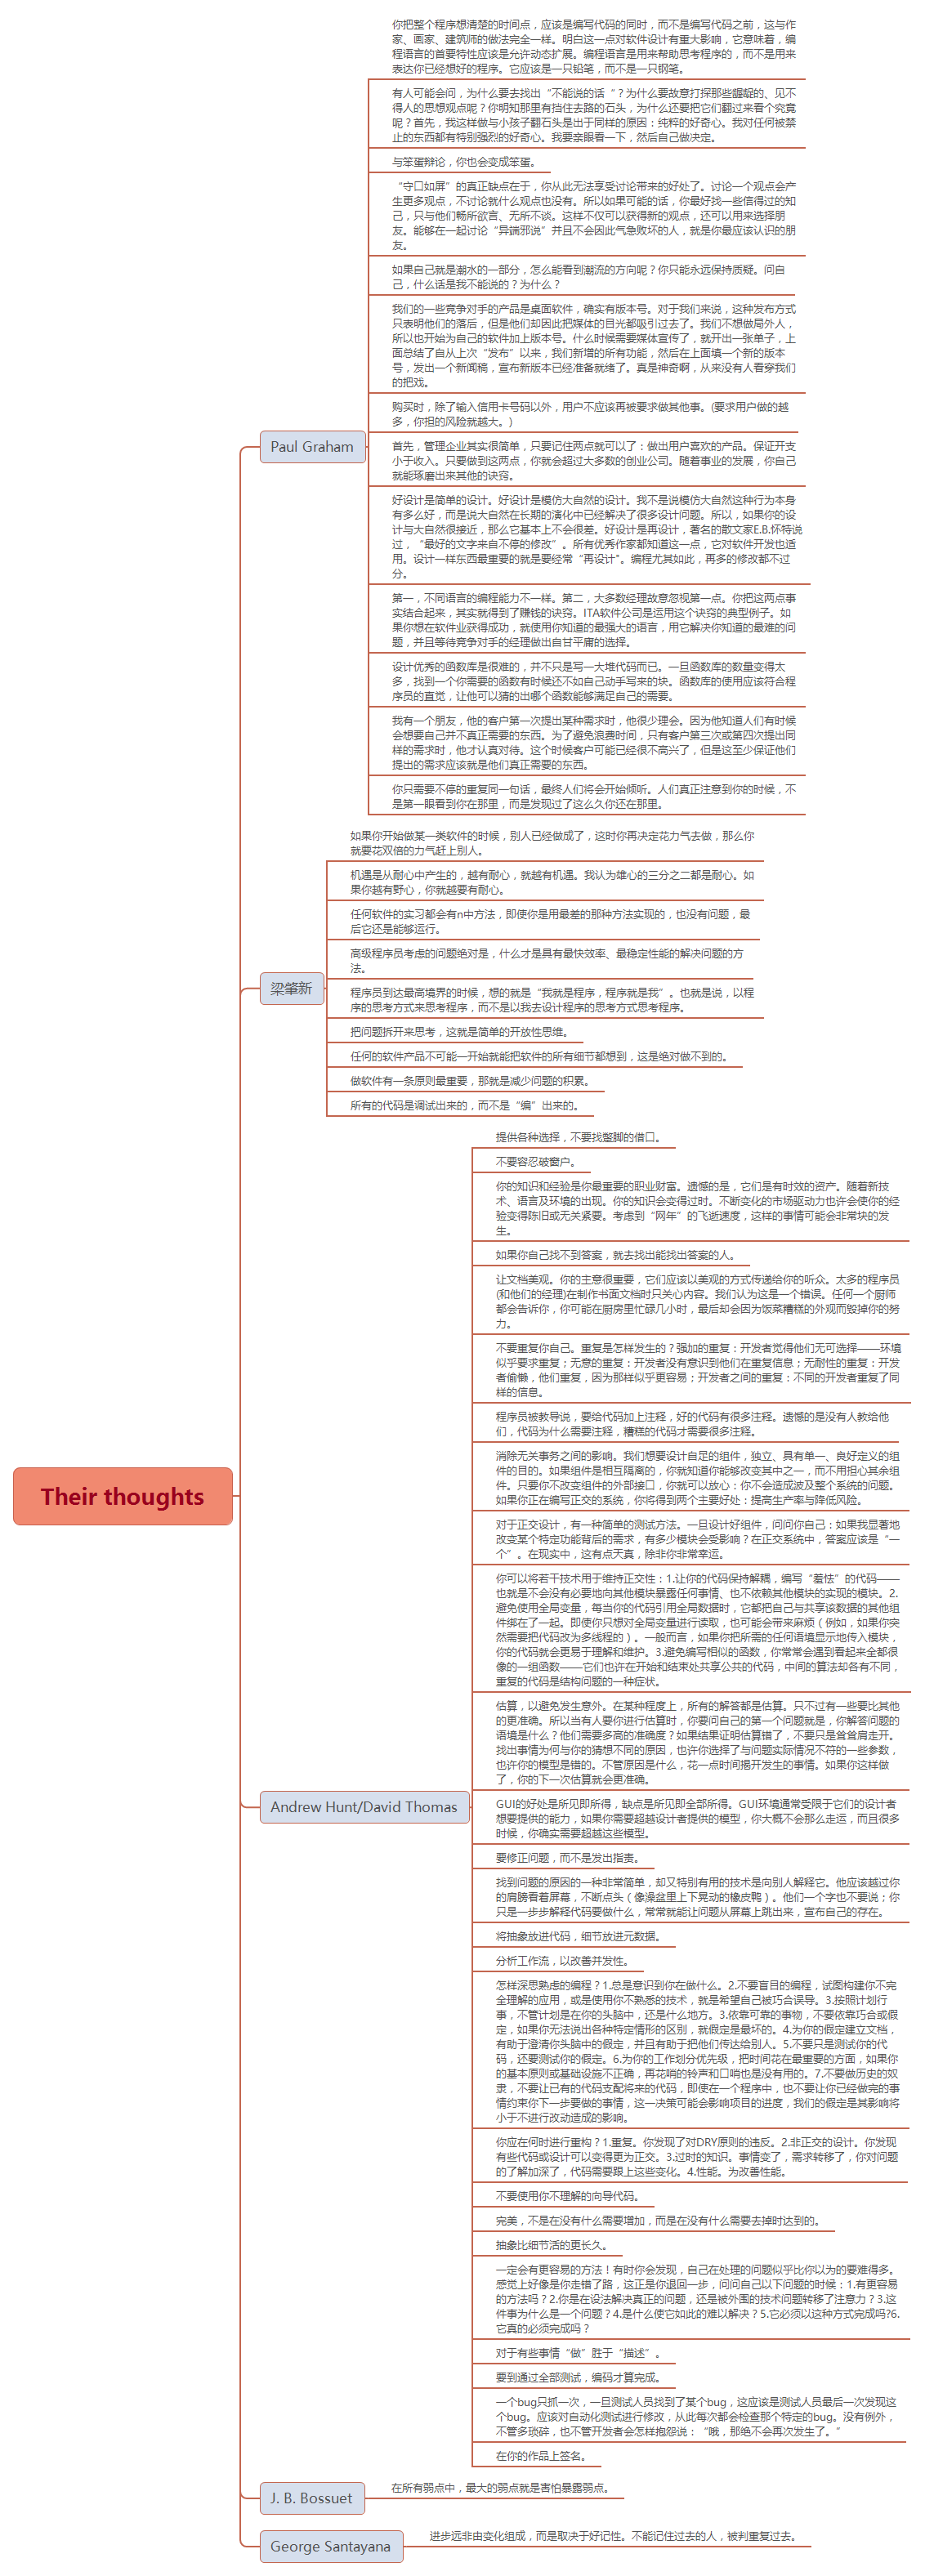 Their thoughts
Paul Graham
你把整个程序想清楚的时间点，应该是编写代码的同时，而不是编写代码之前，这与作
家、画家、建筑师的做法完全一样。明白这一点对软件设计有重大影响，它意味着，编
程语言的首要特性应该是允许动态扩展。编程语言是用来帮助思考程序的，而不是用来
表达你已经想好的程序。它应该是一只铅笔，而不是一只钢笔。
有人可能会问，为什么要去找出“不能说的话“？为什么要故意打探那些龌龊的、见不
得人的思想观点呢？你明知那里有挡住去路的石头，为什么还要把它们翻过来看个究竟
呢？首先，我这样做与小孩子翻石头是出于同样的原因：纯粹的好奇心。我对任何被禁
止的东西都有特别强烈的好奇心。我要亲眼看一下，然后自己做决定。
与笨蛋辩论，你也会变成笨蛋。
“守口如屏”的真正缺点在于，你从此无法享受讨论带来的好处了。讨论一个观点会产
生更多观点，不讨论就什么观点也没有。所以如果可能的话，你最好找一些信得过的知
己，只与他们畅所欲言、无所不谈。这样不仅可以获得新的观点，还可以用来选择朋
友。能够在一起讨论“异端邪说”并且不会因此气急败坏的人，就是你最应该认识的朋
友。
如果自己就是潮水的一部分，怎么能看到潮流的方向呢？你只能永远保持质疑。问自
己，什么话是我不能说的？为什么？
我们的一些竞争对手的产品是桌面软件，确实有版本号。对于我们来说，这种发布方式
只表明他们的落后，但是他们却因此把媒体的目光都吸引过去了。我们不想做局外人，
所以也开始为自己的软件加上版本号。什么时候需要媒体宣传了，就开出一张单子，上
面总结了自从上次“发布”以来，我们新增的所有功能，然后在上面填一个新的版本
号，发出一个新闻稿，宣布新版本已经准备就绪了。真是神奇啊，从来没有人看穿我们
的把戏。
购买时，除了输入信用卡号码以外，用户不应该再被要求做其他事。(要求用户做的越
多，你担的风险就越大。)
首先，管理企业其实很简单，只要记住两点就可以了：做出用户喜欢的产品。保证开支
小于收入。只要做到这两点，你就会超过大多数的创业公司。随着事业的发展，你自己
就能琢磨出来其他的诀窍。
好设计是简单的设计。好设计是模仿大自然的设计。我不是说模仿大自然这种行为本身
有多么好，而是说大自然在长期的演化中已经解决了很多设计问题。所以，如果你的设
计与大自然很接近，那么它基本上不会很差。好设计是再设计，著名的散文家E.B.怀特说
过，“最好的文字来自不停的修改”。所有优秀作家都知道这一点，它对软件开发也适
用。设计一样东西最重要的就是要经常“再设计”。编程尤其如此，再多的修改都不过
分。
第一，不同语言的编程能力不一样。第二，大多数经理故意忽视第一点。你把这两点事
实结合起来，其实就得到了赚钱的诀窍。ITA软件公司是运用这个诀窍的典型例子。如
果你想在软件业获得成功，就使用你知道的最强大的语言，用它解决你知道的最难的问
题，并且等待竞争对手的经理做出自甘平庸的选择。
设计优秀的函数库是很难的，并不只是写一大堆代码而已。一旦函数库的数量变得太
多，找到一个你需要的函数有时候还不如自己动手写来的块。函数库的使用应该符合程
序员的直觉，让他可以猜的出哪个函数能够满足自己的需要。
我有一个朋友，他的客户第一次提出某种需求时，他很少理会。因为他知道人们有时候
会想要自己并不真正需要的东西。为了避免浪费时间，只有客户第三次或第四次提出同
样的需求时，他才认真对待。这个时候客户可能已经很不高兴了，但是这至少保证他们
提出的需求应该就是他们真正需要的东西。
你只需要不停的重复同一句话，最终人们将会开始倾听。人们真正注意到你的时候，不
是第一眼看到你在那里，而是发现过了这么久你还在那里。
梁肇新
如果你开始做某一类软件的时候，别人已经做成了，这时你再决定花力气去做，那么你
就要花双倍的力气赶上别人。
机遇是从耐心中产生的，越有耐心，就越有机遇。我认为雄心的三分之二都是耐心。如
果你越有野心，你就越要有耐心。
任何软件的实习都会有n中方法，即使你是用最差的那种方法实现的，也没有问题，最
后它还是能够运行。
高级程序员考虑的问题绝对是，什么才是具有最快效率、最稳定性能的解决问题的方
法。
程序员到达最高境界的时候，想的就是“我就是程序，程序就是我”。也就是说，以程
序的思考方式来思考程序，而不是以我去设计程序的思考方式思考程序。
把问题拆开来思考，这就是简单的开放性思维。
任何的软件产品不可能一开始就能把软件的所有细节都想到，这是绝对做不到的。
做软件有一条原则最重要，那就是减少问题的积累。
所有的代码是调试出来的，而不是“编”出来的。
Andrew Hunt/David Thomas
提供各种选择，不要找蹩脚的借口。
不要容忍破窗户。
你的知识和经验是你最重要的职业财富。遗憾的是，它们是有时效的资产。随着新技
术、语言及环境的出现。你的知识会变得过时。不断变化的市场驱动力也许会使你的经
验变得陈旧或无关紧要。考虑到“网年”的飞逝速度，这样的事情可能会非常块的发
生。
如果你自己找不到答案，就去找出能找出答案的人。
让文档美观。你的主意很重要，它们应该以美观的方式传递给你的听众。太多的程序员
(和他们的经理)在制作书面文档时只关心内容。我们认为这是一个错误。任何一个厨师
都会告诉你，你可能在厨房里忙碌几小时，最后却会因为饭菜糟糕的外观而毁掉你的努
力。
不要重复你自己。重复是怎样发生的？强加的重复：开发者觉得他们无可选择——环境
似乎要求重复；无意的重复：开发者没有意识到他们在重复信息；无耐性的重复：开发
者偷懒，他们重复，因为那样似乎更容易；开发者之间的重复：不同的开发者重复了同
样的信息。
程序员被教导说，要给代码加上注释，好的代码有很多注释。遗憾的是没有人教给他
们，代码为什么需要注释，糟糕的代码才需要很多注释。
消除无关事务之间的影响。我们想要设计自足的组件，独立、具有单一、良好定义的组
件的目的。如果组件是相互隔离的，你就知道你能够改变其中之一，而不用担心其余组
件。只要你不改变组件的外部接口，你就可以放心：你不会造成波及整个系统的问题。
如果你正在编写正交的系统，你将得到两个主要好处：提高生产率与降低风险。
对于正交设计，有一种简单的测试方法。一旦设计好组件，问问你自己：如果我显著地
改变某个特定功能背后的需求，有多少模块会受影响？在正交系统中，答案应该是“一
个”。在现实中，这有点天真，除非你非常幸运。
你可以将若干技术用于维持正交性：1.让你的代码保持解耦，编写“羞怯”的代码——
也就是不会没有必要地向其他模块暴露任何事情、也不依赖其他模块的实现的模块。2.
避免使用全局变量，每当你的代码引用全局数据时，它都把自己与共享该数据的其他组
件绑在了一起。即使你只想对全局变量进行读取，也可能会带来麻烦（例如，如果你突
然需要把代码改为多线程的）。一般而言，如果你把所需的任何语境显示地传入模块，
你的代码就会更易于理解和维护。3.避免编写相似的函数，你常常会遇到看起来全都很
像的一组函数——它们也许在开始和结束处共享公共的代码，中间的算法却各有不同，
重复的代码是结构问题的一种症状。
估算，以避免发生意外。在某种程度上，所有的解答都是估算。只不过有一些要比其他
的更准确。所以当有人要你进行估算时，你要问自己的第一个问题就是，你解答问题的
语境是什么？他们需要多高的准确度？如果结果证明估算错了，不要只是耸耸肩走开。
找出事情为何与你的猜想不同的原因，也许你选择了与问题实际情况不符的一些参数，
也许你的模型是错的。不管原因是什么，花一点时间揭开发生的事情。如果你这样做
了，你的下一次估算就会更准确。
GUI的好处是所见即所得，缺点是所见即全部所得。GUI环境通常受限于它们的设计者
想要提供的能力，如果你需要超越设计者提供的模型，你大概不会那么走运，而且很多
时候，你确实需要超越这些模型。
要修正问题，而不是发出指责。
找到问题的原因的一种非常简单，却又特别有用的技术是向别人解释它。他应该越过你
的肩膀看着屏幕，不断点头（像澡盆里上下晃动的橡皮鸭）。他们一个字也不要说；你
只是一步步解释代码要做什么，常常就能让问题从屏幕上跳出来，宣布自己的存在。
将抽象放进代码，细节放进元数据。
分析工作流，以改善并发性。
怎样深思熟虑的编程？1.总是意识到你在做什么。2.不要盲目的编程，试图构建你不完
全理解的应用，或是使用你不熟悉的技术，就是希望自己被巧合误导。3.按照计划行
事，不管计划是在你的头脑中，还是什么地方。3.依靠可靠的事物，不要依靠巧合或假
定，如果你无法说出各种特定情形的区别，就假定是最坏的。4.为你的假定建立文档，
有助于澄清你头脑中的假定，并且有助于把他们传达给别人。5.不要只是测试你的代
码，还要测试你的假定。6.为你的工作划分优先级，把时间花在最重要的方面，如果你
的基本原则或基础设施不正确，再花哨的铃声和口哨也是没有用的。7.不要做历史的奴
隶，不要让已有的代码支配将来的代码，即使在一个程序中，也不要让你已经做完的事
情约束你下一步要做的事情，这一决策可能会影响项目的进度，我们的假定是其影响将
小于不进行改动造成的影响。
你应在何时进行重构？1.重复。你发现了对DRY原则的违反。2.非正交的设计。你发现
有些代码或设计可以变得更为正交。3.过时的知识。事情变了，需求转移了，你对问题
的了解加深了，代码需要跟上这些变化。4.性能。为改善性能。
不要使用你不理解的向导代码。
完美，不是在没有什么需要增加，而是在没有什么需要去掉时达到的。
抽象比细节活的更长久。
一定会有更容易的方法！有时你会发现，自己在处理的问题似乎比你以为的要难得多。
感觉上好像是你走错了路，这正是你退回一步，问问自己以下问题的时候：1.有更容易
的方法吗？2.你是在设法解决真正的问题，还是被外围的技术问题转移了注意力？3.这
件事为什么是一个问题？4.是什么使它如此的难以解决？5.它必须以这种方式完成吗?6.
它真的必须完成吗？
对于有些事情“做”胜于“描述”。
要到通过全部测试，编码才算完成。
一个bug只抓一次，一旦测试人员找到了某个bug，这应该是测试人员最后一次发现这
个bug。应该对自动化测试进行修改，从此每次都会检查那个特定的bug。没有例外，
不管多琐碎，也不管开发者会怎样抱怨说：“哦，那绝不会再次发生了。”
在你的作品上签名。
J. B. Bossuet
在所有弱点中，最大的弱点就是害怕暴露弱点。
George Santayana
进步远非由变化组成，而是取决于好记性。不能记住过去的人，被判重复过去。